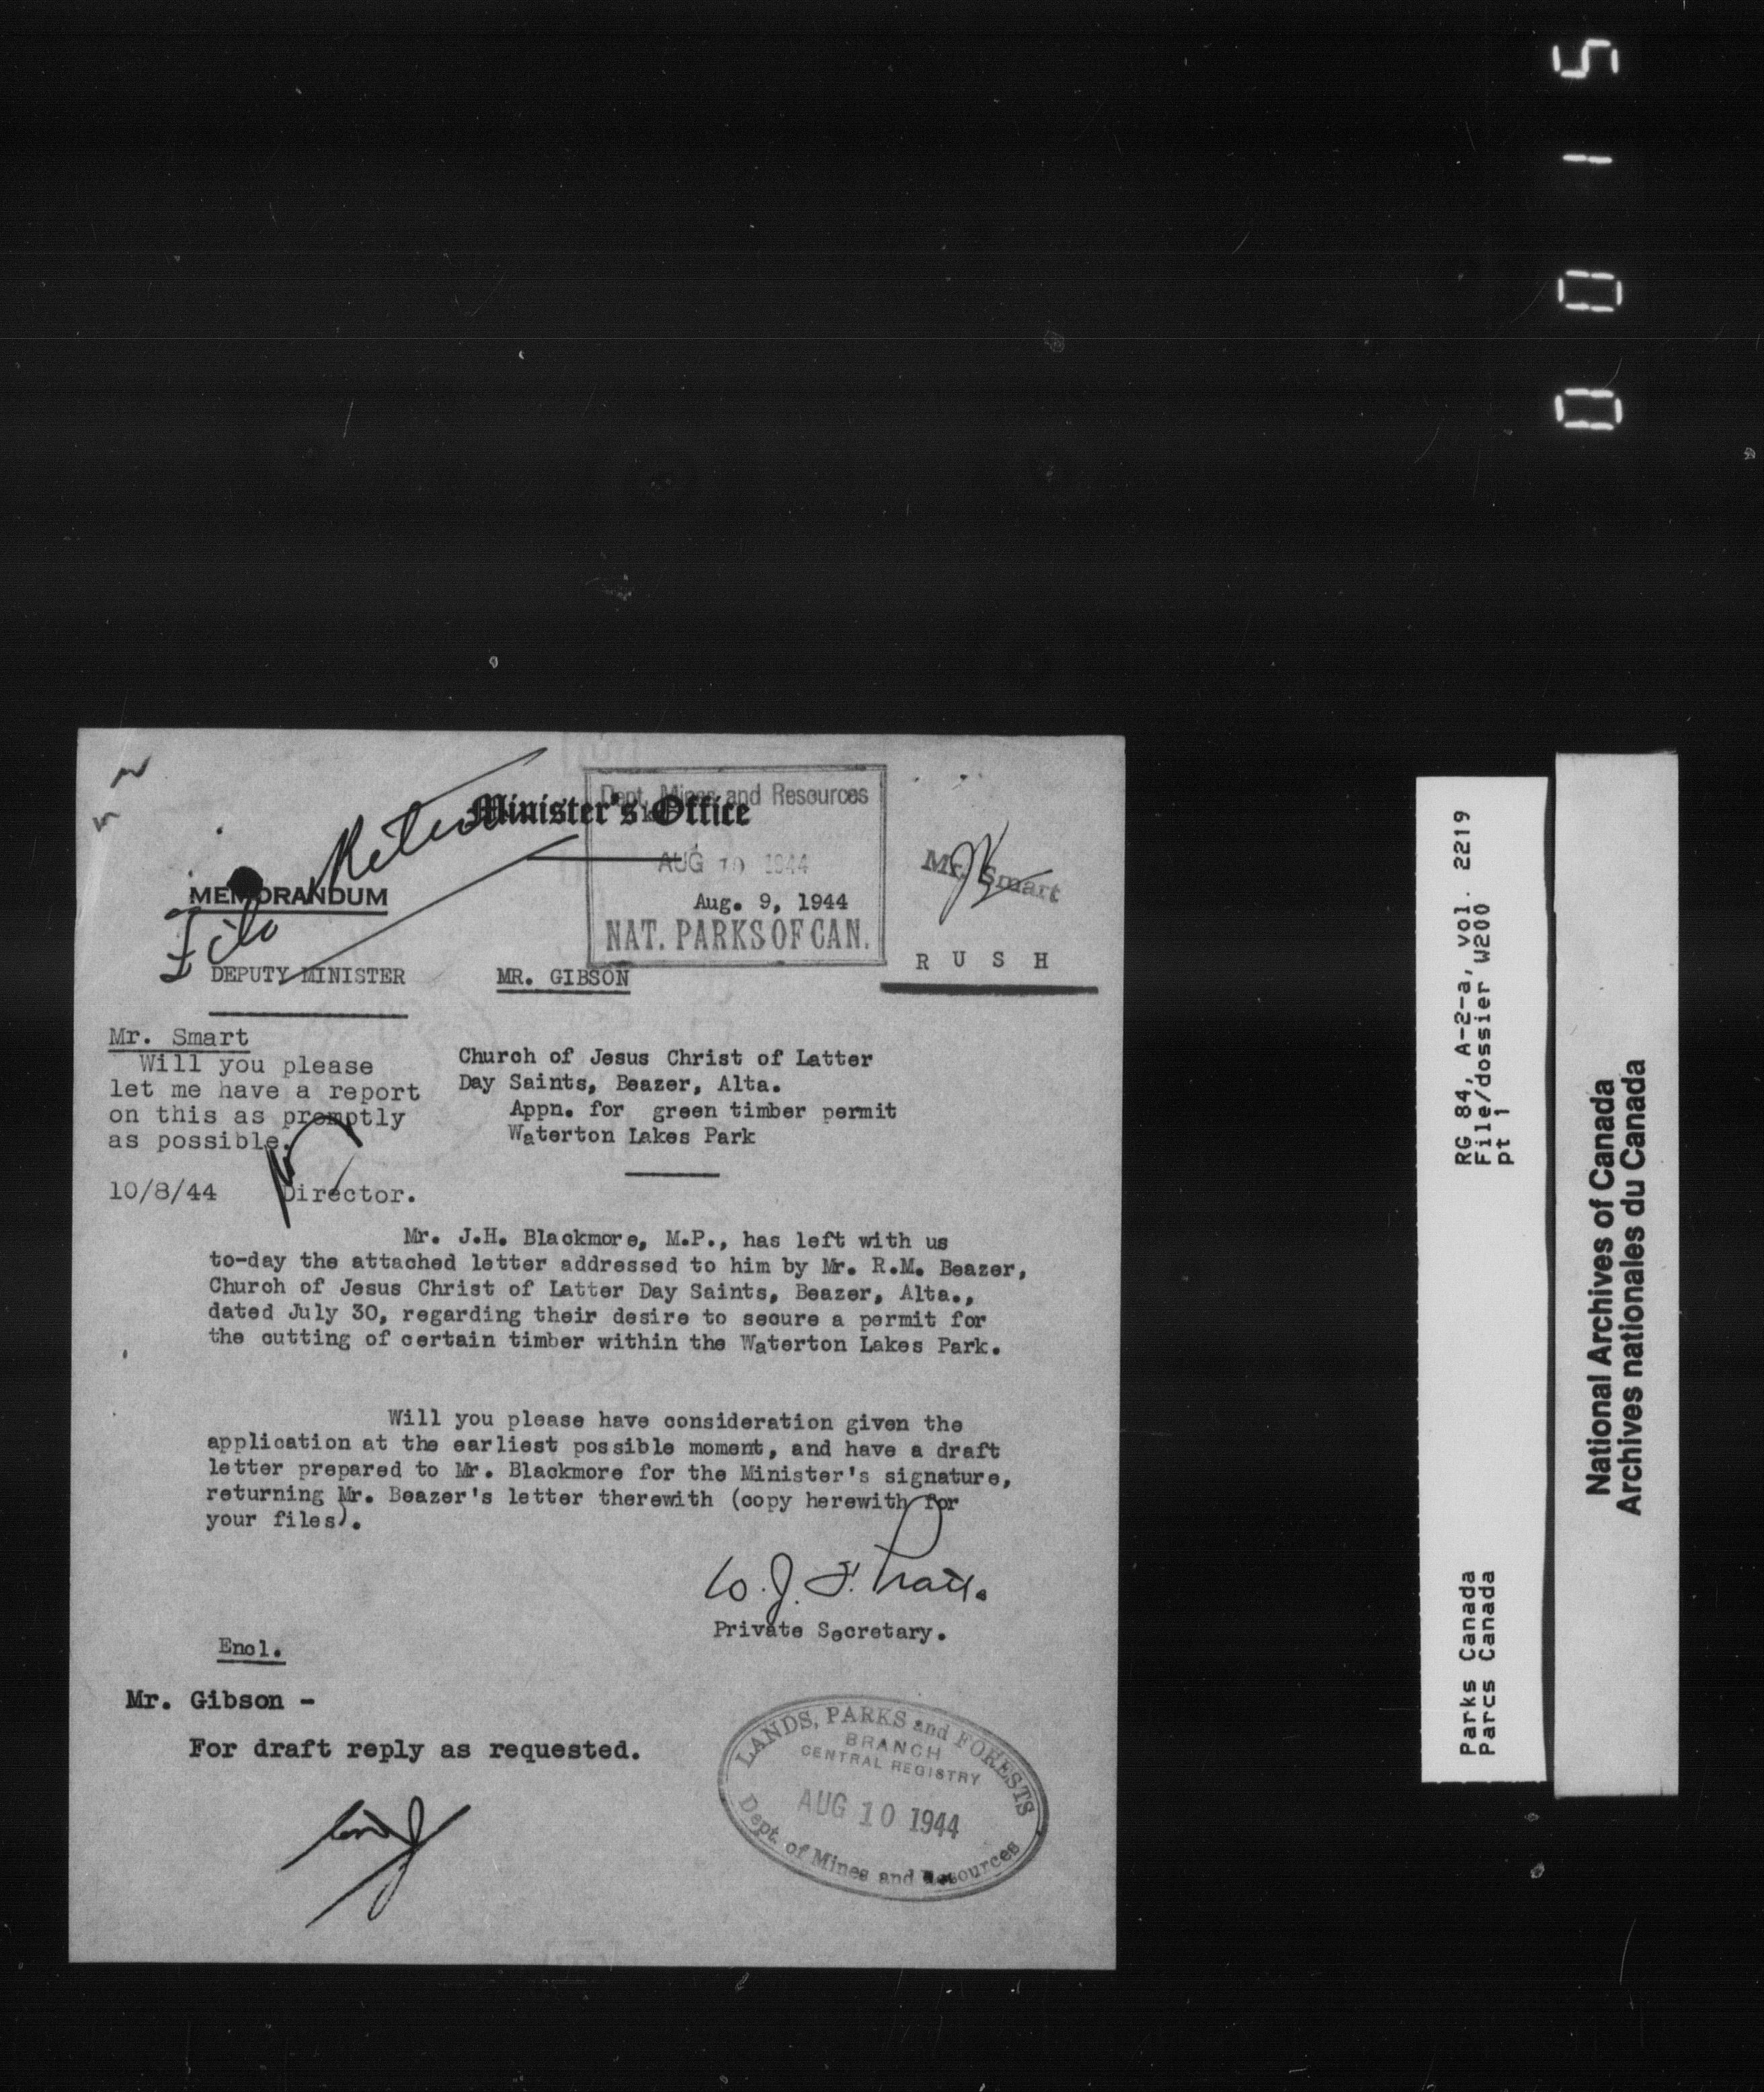 0015
Dept. Mines and Resources
Minister's Office
AUG 10 1944
Aug. 9, 1944
NAT. PARKS OF CAN.
Mr. Smart
R U S H
MEMORANDUM
File
DEPUTY MINISTER
MR. GIBSON
Mr. Smart
Will you please
let me have a report
on this as promptly
as possible.
10/8/44 Director.
Church of Jesus Christ of Latter
Day Saints, Beazer, Alta.
Appn. for green timber permit
Waterton Lakes Park
Mr. J.H. Blackmore, M.P., has left with us
to-day the attached letter addressed to him by Mr. R.M. Beazer,
Church of Jesus Christ of Latter Day Saints, Beazer, Alta.,
dated July 30, regarding their desire to secure a permit for
the cutting of certain timber within the Waterton Lakes Park.
Will you please have consideration given the
application at the earliest possible moment, and have a draft
letter prepared to Mr. Blackmore for the Minister's signature,
returning Mr. Beazer's letter therewith (copy herewith for
your files).
W.J.F. Pratt.
Private Secretary.
Encl.
Mr. Gibson -
For draft reply as requested.
LANDS, PARKS and FORESTS
BRANCH
CENTRAL REGISTRY
AUG 10 1944
Dept. of Mines and Resources
RG 84, A-2-a, vol. 2219
File/dossier W200
pt 1
Parks Canada
Parcs Canada
National Archives of Canada
Archives nationales du Canada